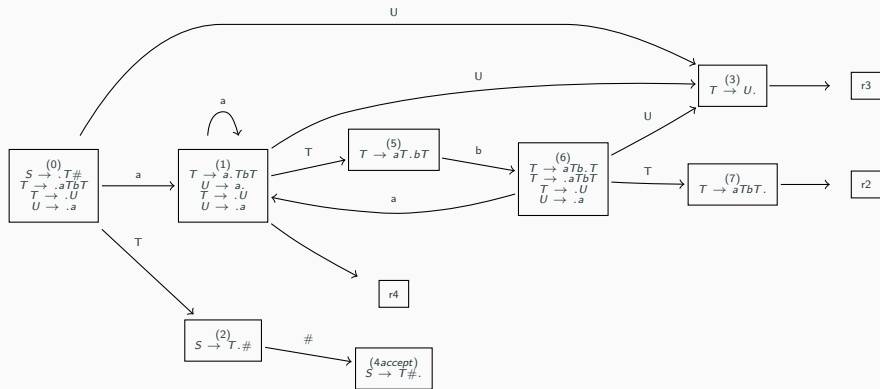 U
U
(3)
T → U.
r3
a
U
(0)
S → .T#
T → .aTbT
T → .U
U → .a
a
(1)
T → a.TbT
U → a.
T → .U
U → .a
T
(5)
T → aT.bT
b
(6)
T → aTb.T
T → .aTbT
T → .U
U → .a
T
(7)
T → aTbT.
r2
a
T
r4
(2)
S → T.#
#
(4accept)
S → T#.